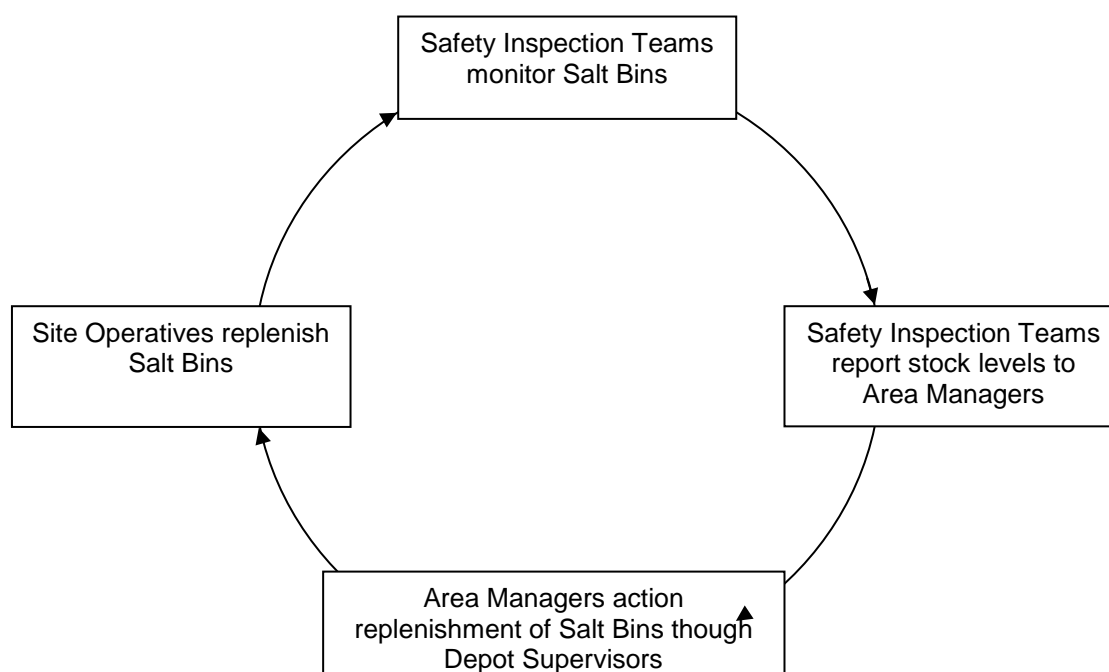 Safety Inspection Teams
monitor Salt Bins
Site Operatives replenish
Salt Bins
Safety Inspection Teams
report stock levels to
Area Managers
Area Managers action
replenishment of Salt Bins though
Depot Supervisors